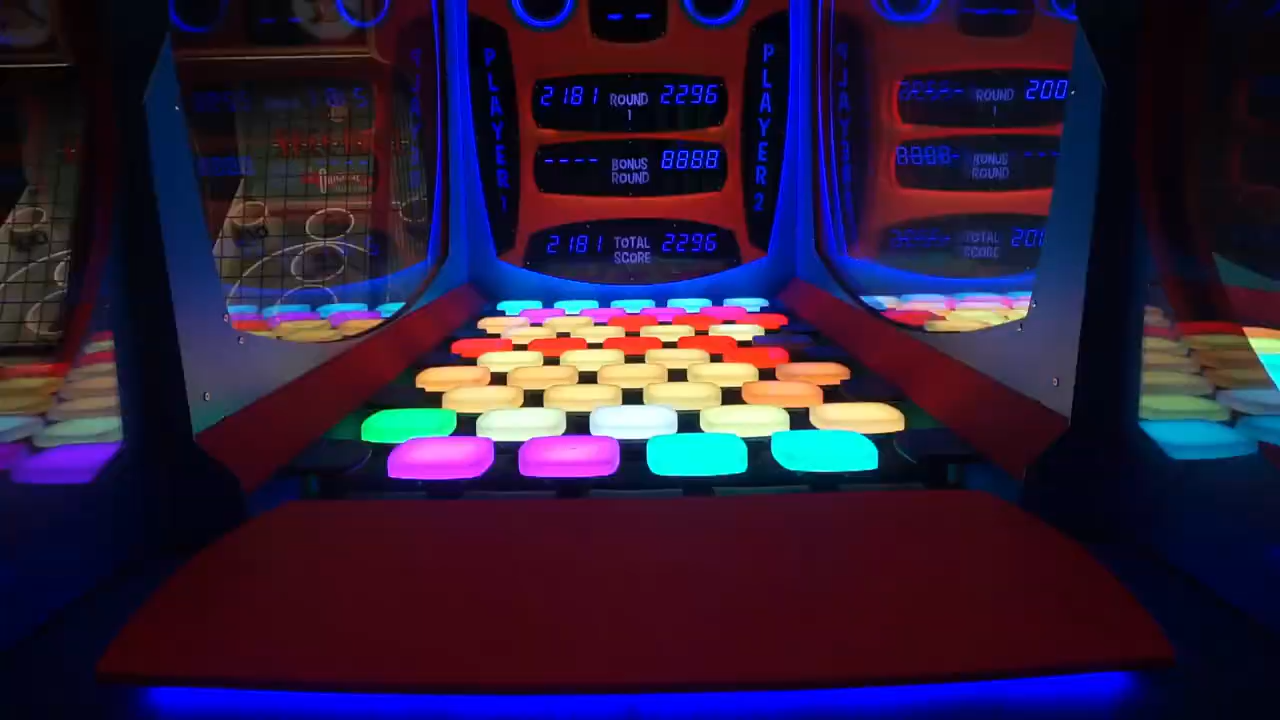 PLAYER 1
2181 ROUND 2296
1
---- BONUS 8888
ROUND
2181 TOTAL 2296
SCORE
PLAYER 2
ROUND 200
1
BONUS
ROUND
TOTAL
SCORE